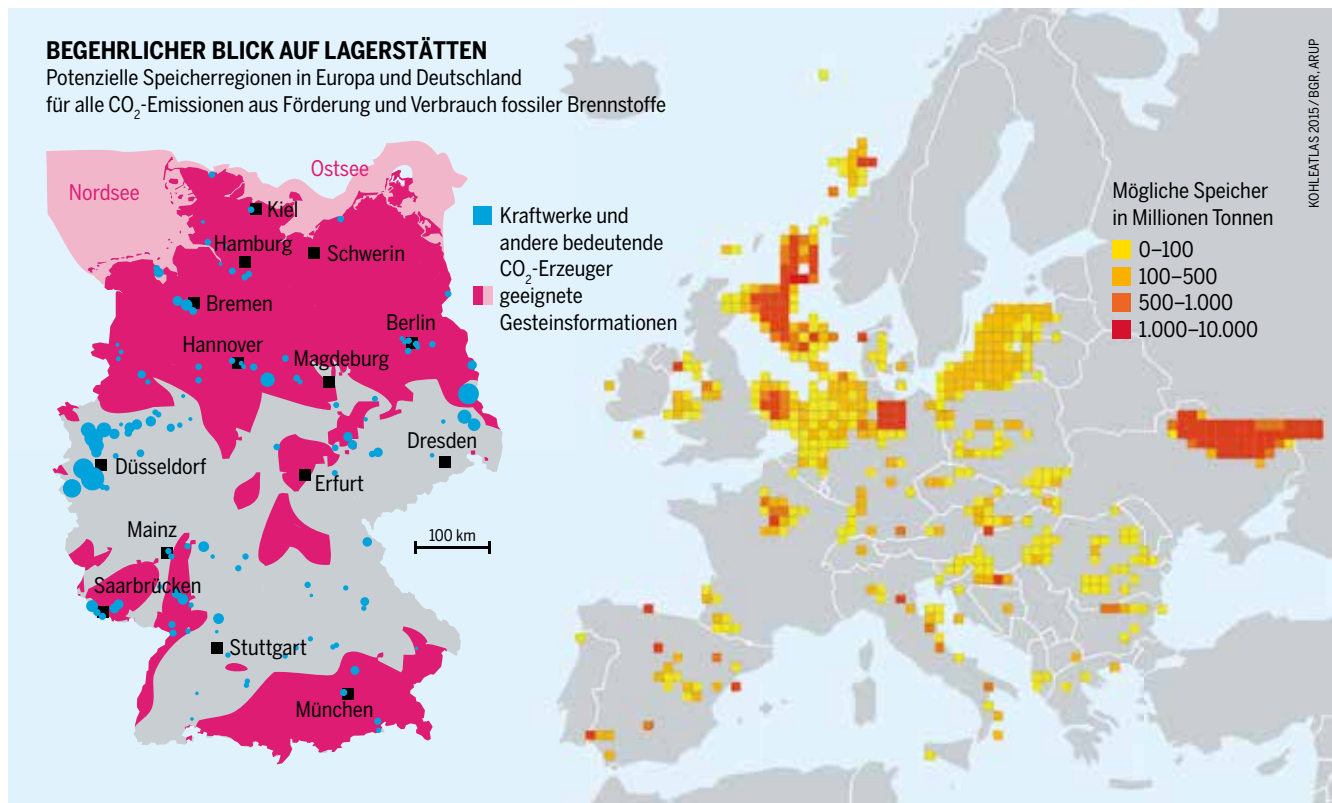 BEGEHRLICHER BLICK AUF LAGERSTÄTTEN
Potenzielle Speicherregionen in Europa und Deutschland
für alle CO₂-Emissionen aus Förderung und Verbrauch fossiler Brennstoffe
Nordsee
Ostsee
Kiel
Hamburg
Schwerin
Bremen
Berlin
Hannover
Magdeburg
Düsseldorf
Dresden
Erfurt
Mainz
Saarbrücken
Stuttgart
München
100 km
Kraftwerke und
andere bedeutende
CO₂-Erzeuger
geeignete
Gesteinsformationen
Mögliche Speicher
in Millionen Tonnen
0–100
100–500
500–1.000
1.000–10.000
KOHLEATLAS 2015 / BGR, ARUP